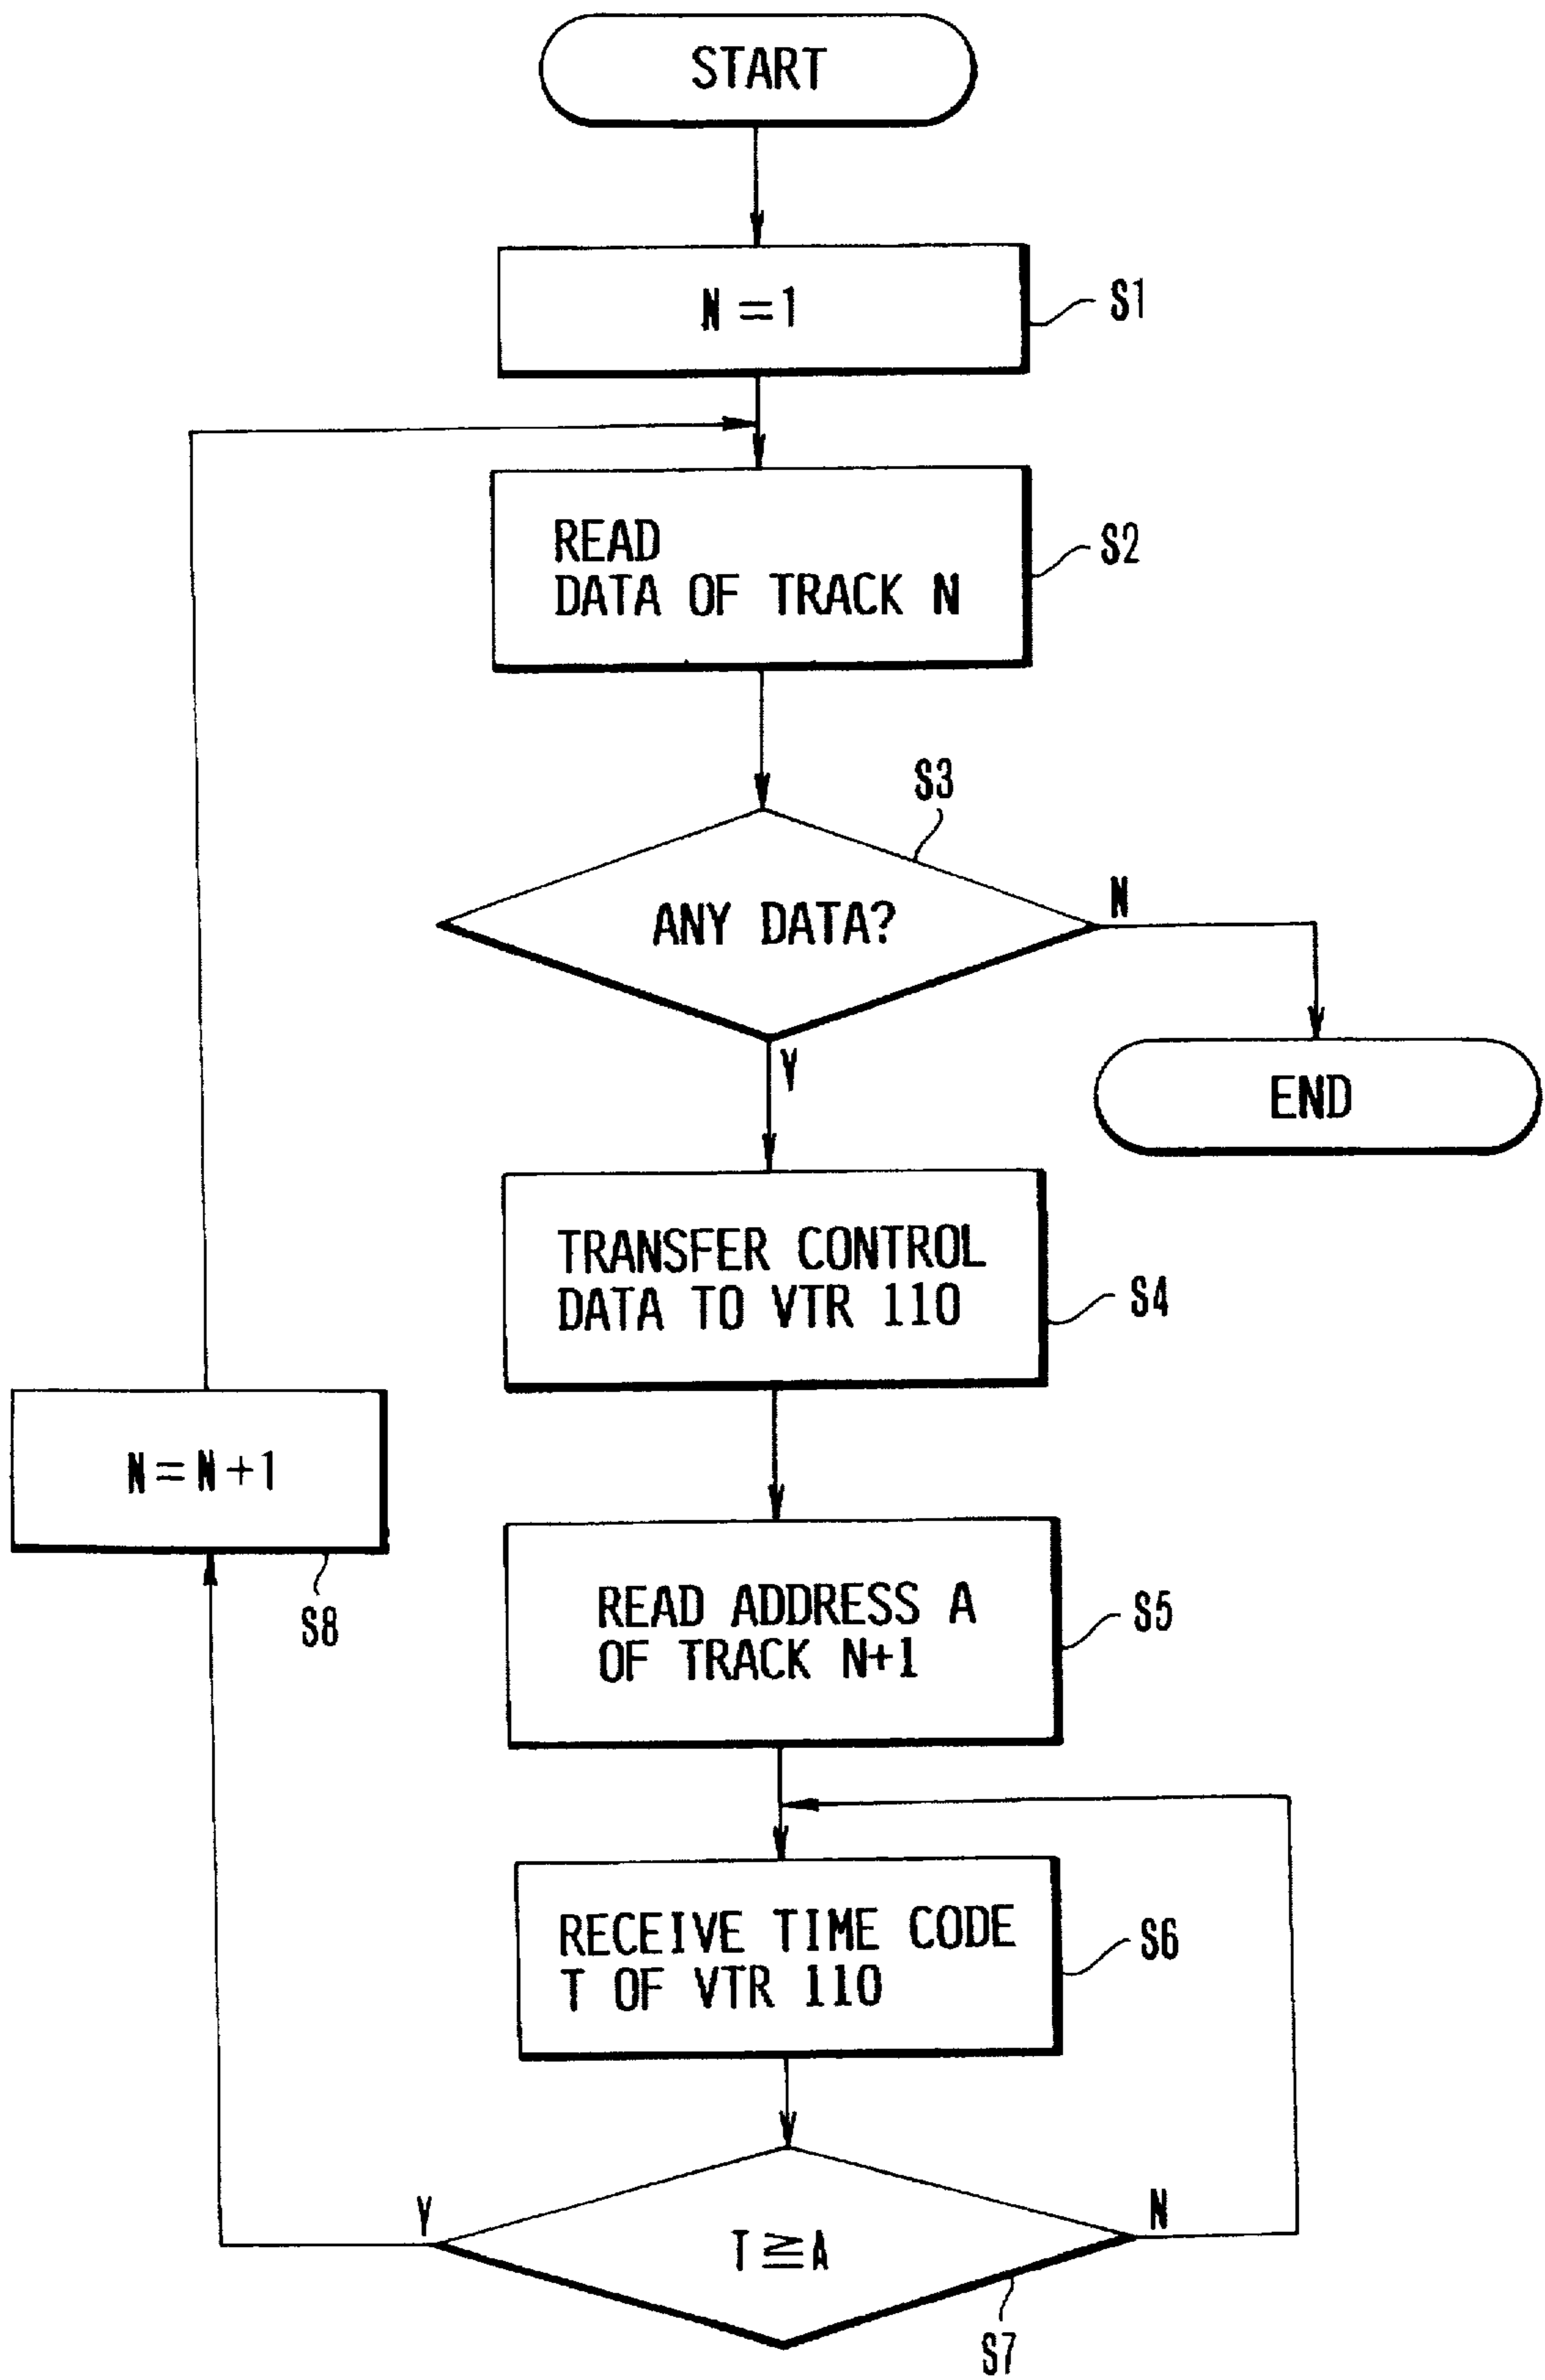 START
N=1
S1
READ
DATA OF TRACK N
S2
S3
ANY DATA?
N
Y
END
TRANSFER CONTROL
DATA TO VTR 110
S4
N=N+1
S8
READ ADDRESS A
OF TRACK N+1
S5
RECEIVE TIME CODE
T OF VTR 110
S6
Y
T≧A
N
S7